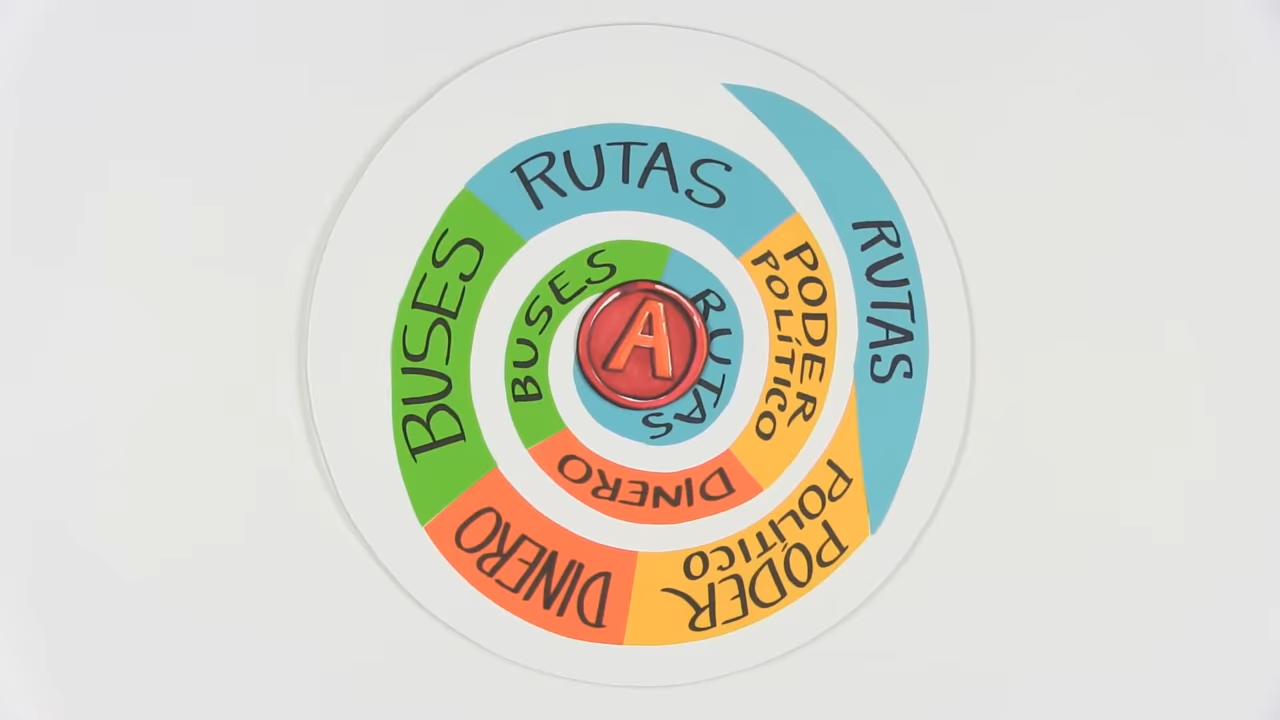 RUTAS
BUSES
DINERO
PODER
POLÍTICO
RUTAS
BUSES
DINERO
PODER
POLÍTICO
RUTAS
A